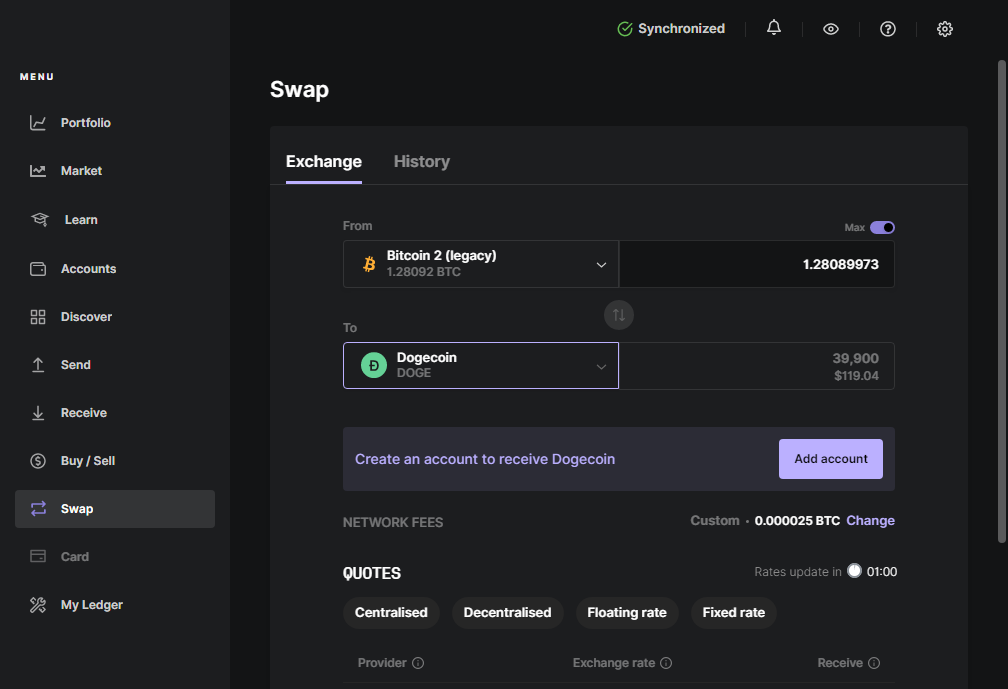 Synchronized
MENU
Portfolio
Market
Learn
Accounts
Discover
Send
Receive
Buy / Sell
Swap
Card
My Ledger
Swap
Exchange History
From Max
Bitcoin 2 (legacy)
1.28092 BTC
1.28089973
To
Dogecoin
DOGE
39,900
$119.04
Create an account to receive Dogecoin Add account
NETWORK FEES Custom · 0.000025 BTC Change
QUOTES Rates update in 01:00
Centralised Decentralised Floating rate Fixed rate
Provider Exchange rate Receive